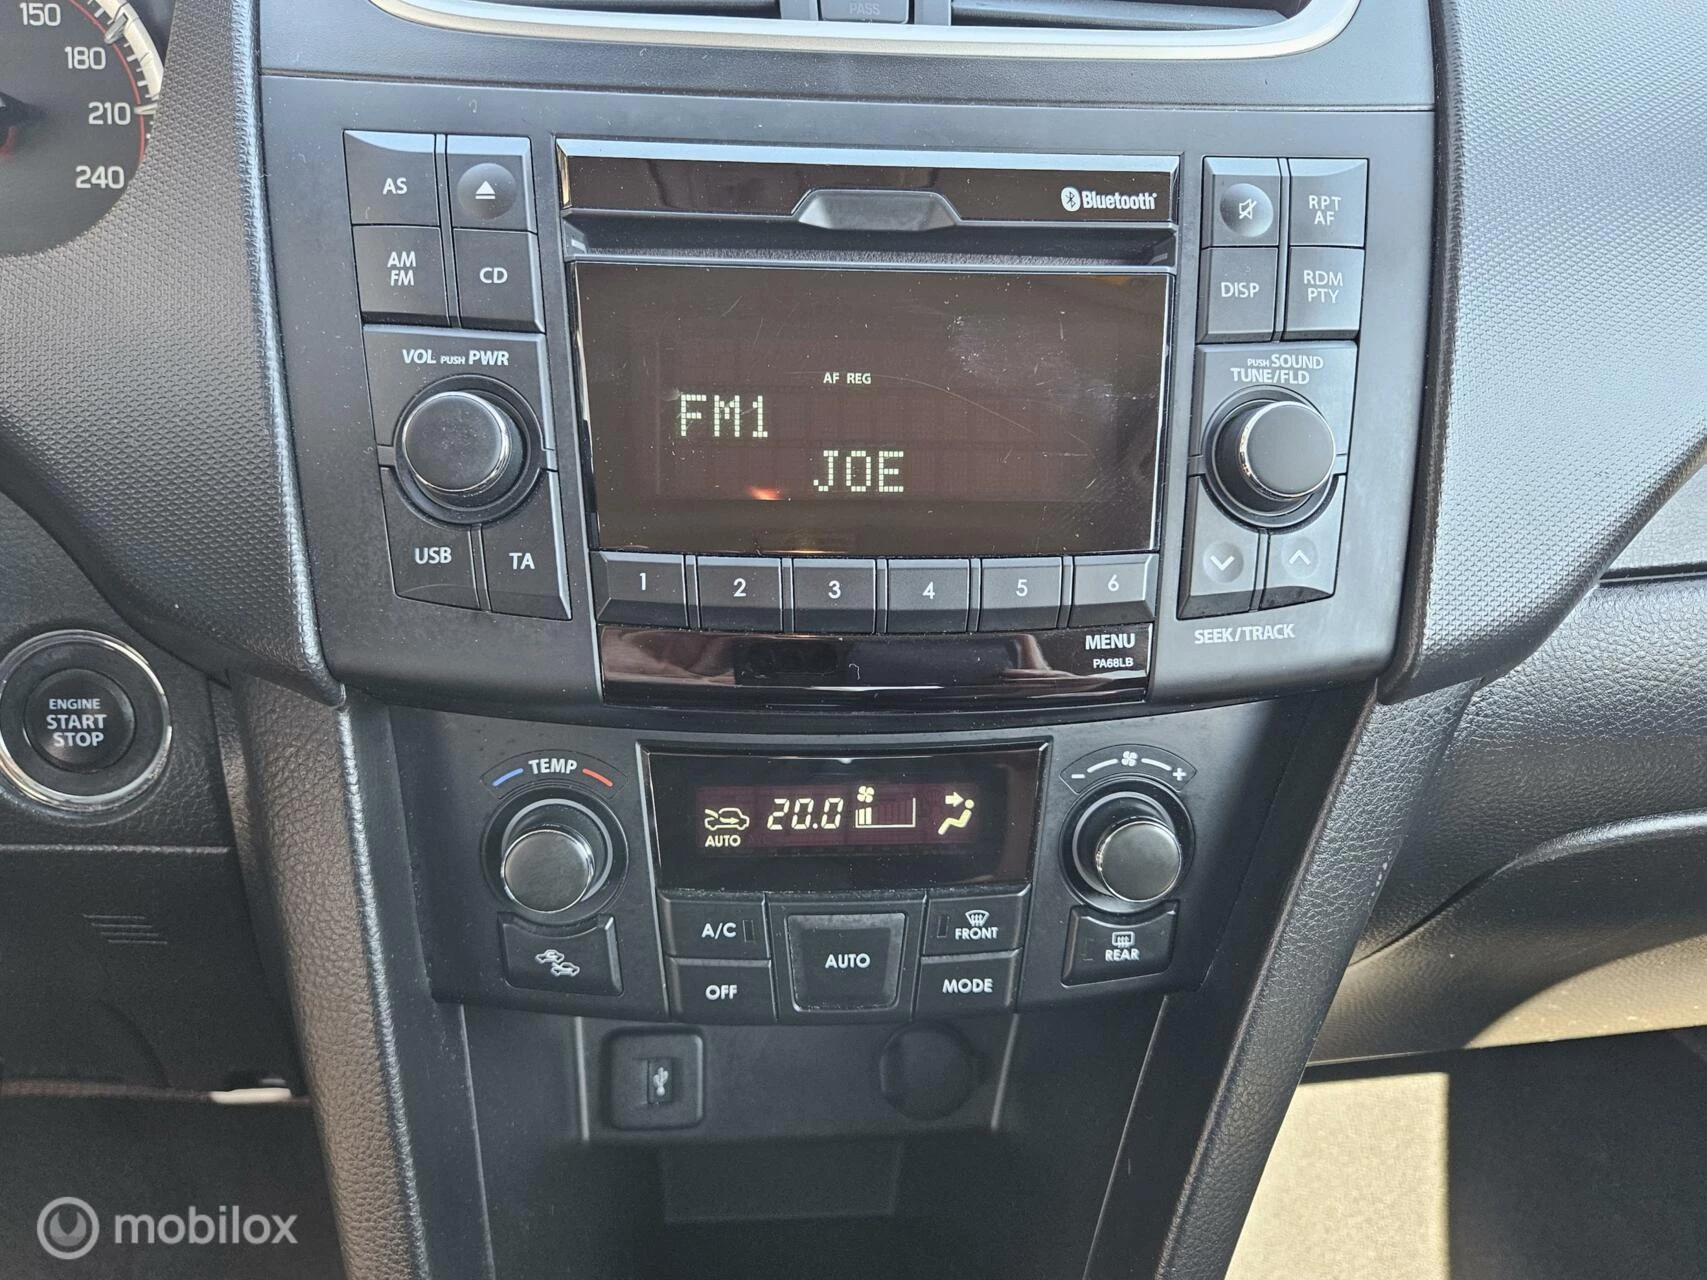 150
180
210
240
PASS
AS
AM
FM
CD
VOL PUSH PWR
USB
TA
Bluetooth
AF REG
FM1
JOE
1 2 3 4 5 6
MENU
PA68LB
RPT
AF
DISP
RDM
PTY
PUSH SOUND
TUNE/FLD
SEEK/TRACK
ENGINE
START
STOP
TEMP
AUTO
20.0
- +
A/C
OFF
AUTO
FRONT
MODE
REAR
mobilox